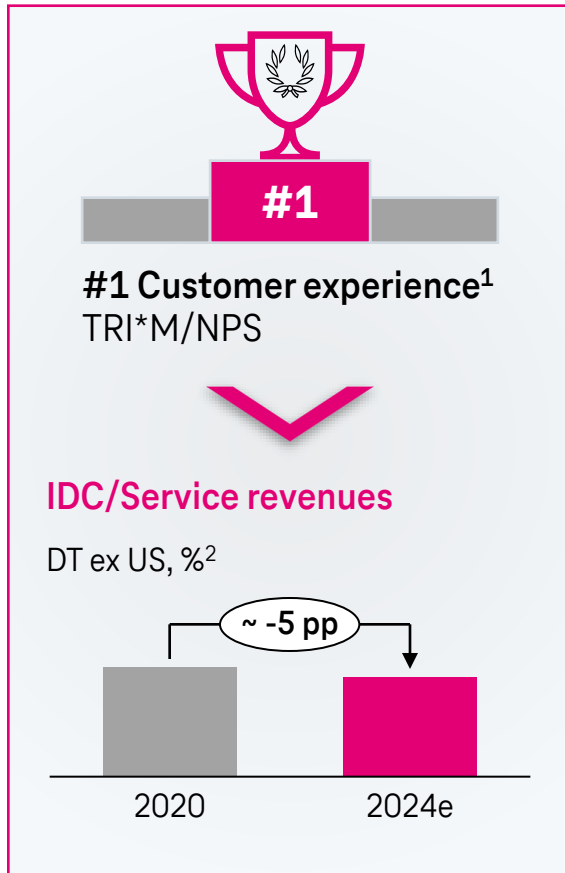 #1
#1 Customer experience¹
TRI*M/NPS
IDC/Service revenues
DT ex US, %²
~ -5 pp
2020
2024e